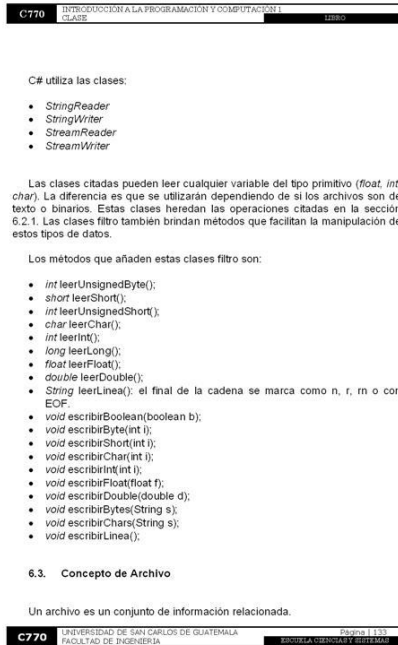 C770
INTRODUCCIÓN A LA PROGRAMACIÓN Y COMPUTACIÓN 1
CLASE
LIBRO
C# utiliza las clases:
• StringReader
• StringWriter
• StreamReader
• StreamWriter
Las clases citadas pueden leer cualquier variable del tipo primitivo (float, int
char). La diferencia es que se utilizarán dependiendo de si los archivos son de
texto o binarios. Estas clases heredan las operaciones citadas en la sección
6.2.1. Las clases filtro también brindan métodos que facilitan la manipulación de
estos tipos de datos.
Los métodos que añaden estas clases filtro son:
• int leerUnsignedByte();
• short leerShort();
• int leerUnsignedShort();
• char leerChar();
• int leerInt();
• long leerLong();
• float leerFloat();
• double leerDouble();
• String leerLinea(): el final de la cadena se marca como n, r, rn o con
EOF.
• void escribirBoolean(boolean b);
• void escribirByte(int i);
• void escribirShort(int i);
• void escribirChar(int i);
• void escribirInt(int i);
• void escribirFloat(float f);
• void escribirDouble(double d);
• void escribirBytes(String s);
• void escribirChars(String s);
• void escribirLinea();
6.3. Concepto de Archivo
Un archivo es un conjunto de información relacionada.
C770
UNIVERSIDAD DE SAN CARLOS DE GUATEMALA
Página | 133
FACULTAD DE INGENIERIA
ESCUELA CIENCIAS Y SISTEMAS